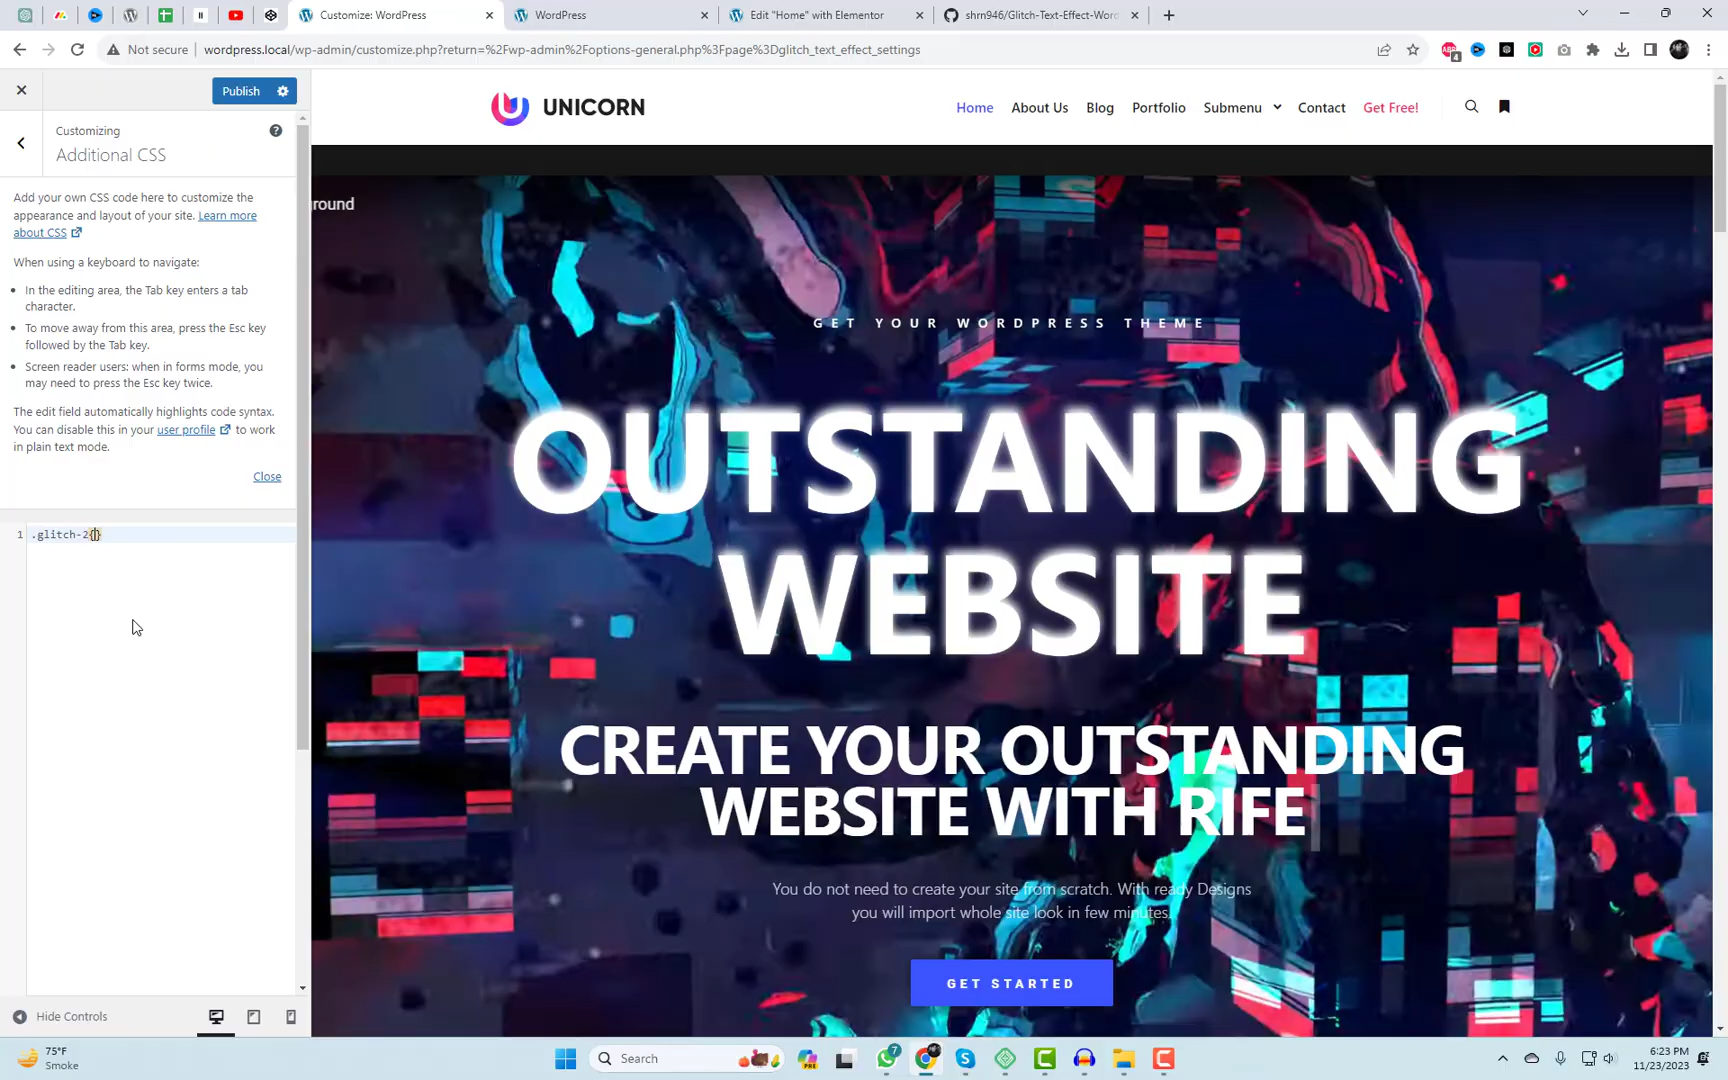 Customize: WordPress
WordPress
Edit "Home" with Elementor
shrn946/Glitch-Text-Effect-Word
Not secure
wordpress.local/wp-admin/customize.php?return=%2Fwp-admin%2Foptions-general.php%3Fpage%3Dglitch_text_effect_settings
4
Publish
Customizing
Additional CSS
Add your own CSS code here to customize the
appearance and layout of your site. Learn more
about CSS
When using a keyboard to navigate:
In the editing area, the Tab key enters a tab
character.
To move away from this area, press the Esc key
followed by the Tab key.
Screen reader users: when in forms mode, you
may need to press the Esc key twice.
The edit field automatically highlights code syntax.
You can disable this in your user profile to work
in plain text mode.
Close
1 .glitch-2{}
Hide Controls
UNICORN
Home
About Us
Blog
Portfolio
Submenu
Contact
Get Free!
round
GET YOUR WORDPRESS THEME
OUTSTANDING
WEBSITE
CREATE YOUR OUTSTANDING
WEBSITE WITH RIFE
You do not need to create your site from scratch. With ready Designs
you will import whole site look in few minutes.
GET STARTED
75°F
Smoke
Search
PRE
7
6:23 PM
11/23/2023